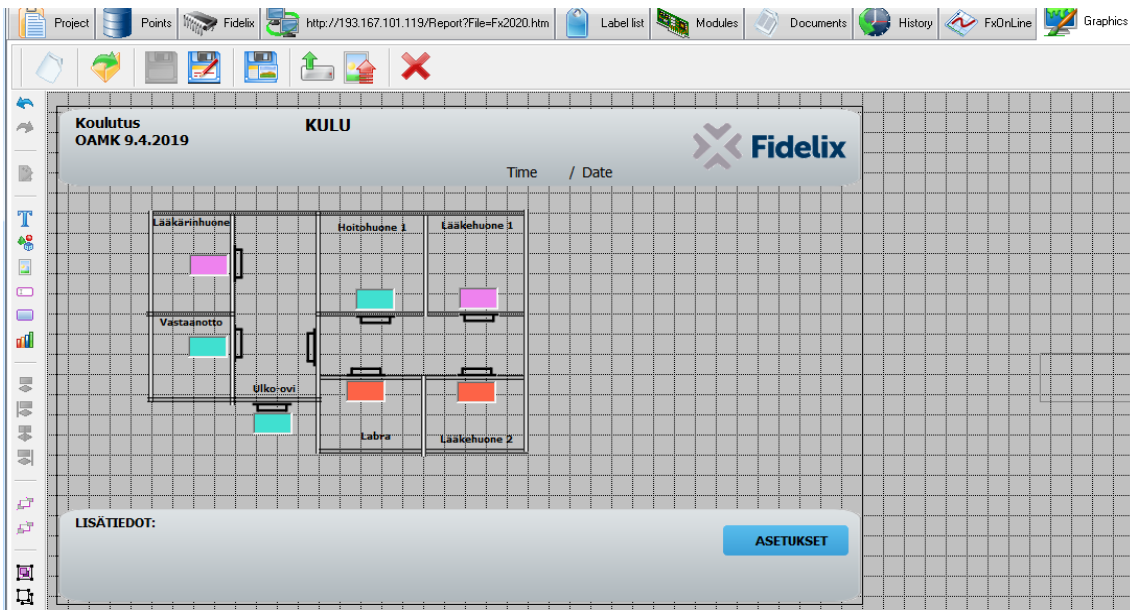 Project Points Fidelix http://193.167.101.119/Report?File=Fx2020.htm Label list Modules Documents History FxOnLine Graphics
Koulutus KULU
OAMK 9.4.2019
Fidelix
Time / Date
Lääkärinhuone Hoitohuone 1 Lääkehuone 1
Vastaanotto
Ulko-ovi
Labra Lääkehuone 2
LISÄTIEDOT:
ASETUKSET